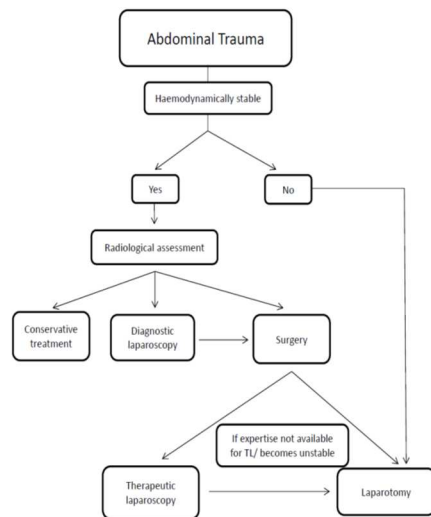 Abdominal Trauma
Haemodynamically stable
Yes
No
Radiological assessment
Conservative
treatment
Diagnostic
laparoscopy
Surgery
If expertise not available
for TL/ becomes unstable
Therapeutic
laparoscopy
Laparotomy